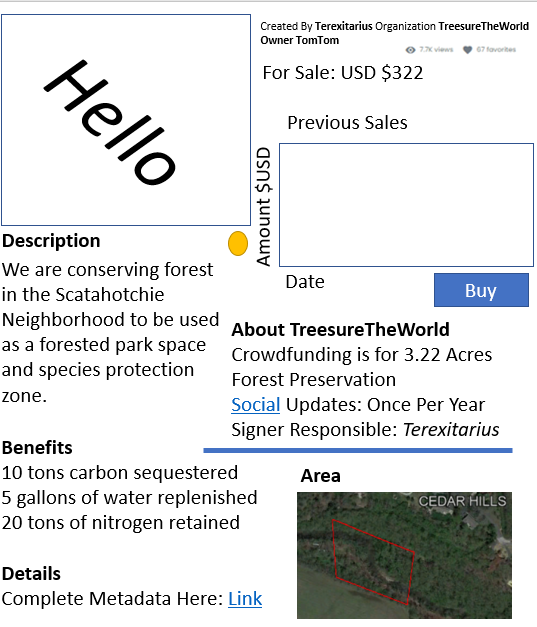 Hello
Created By Terexitarius Organization TreesureTheWorld
Owner TomTom
7.7K views
67 favorites
For Sale: USD $322
Previous Sales
Amount $USD
Date
Buy
Description
We are conserving forest
in the Scatahotchie
Neighborhood to be used
as a forested park space
and species protection
zone.
Benefits
10 tons carbon sequestered
5 gallons of water replenished
20 tons of nitrogen retained
Details
Complete Metadata Here: Link
About TreesureTheWorld
Crowdfunding is for 3.22 Acres
Forest Preservation
Social Updates: Once Per Year
Signer Responsible: Terexitarius
Area
CEDAR HILLS